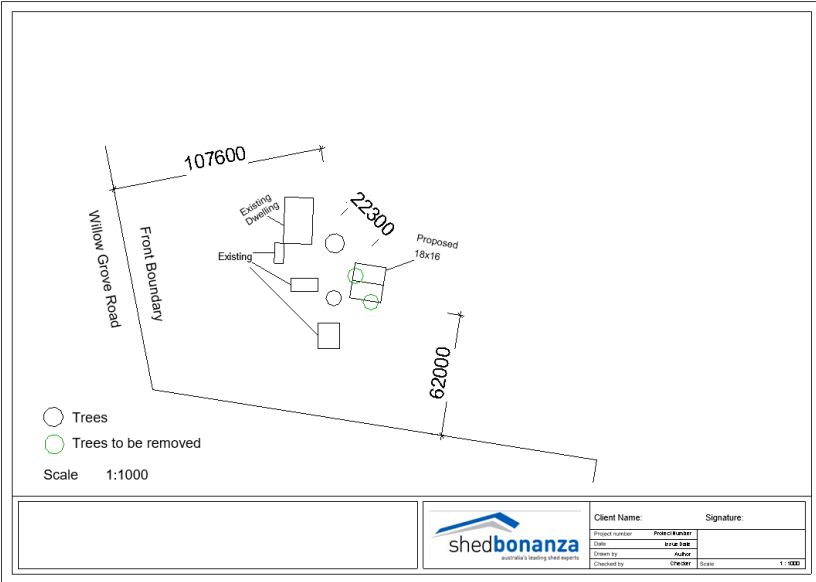 107600
Existing
Dwelling
22300
Willow Grove Road
Front Boundary
Existing
Proposed
18x16
62000
Trees
Trees to be removed
Scale 1:1000
shedbonanza
australia's leading shed experts
Client Name: Signature:
Project number Project Number
Date Issue Date
Drawn by Author
Checked by Checker Scale 1 : 1000